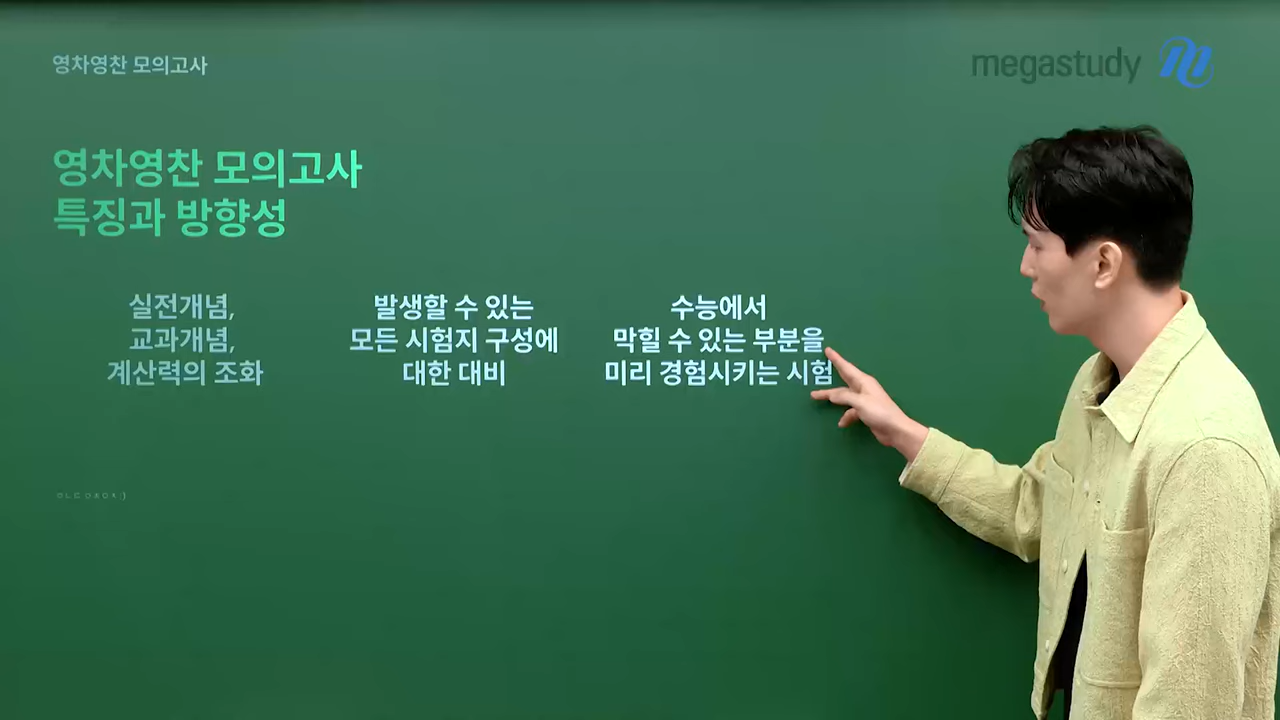 영차영찬 모의고사
megastudy
영차영찬 모의고사
특징과 방향성
실전개념,
교과개념,
계산력의 조화
발생할 수 있는
모든 시험지 구성에
대한 대비
수능에서
막힐 수 있는 부분을
미리 경험시키는 시험